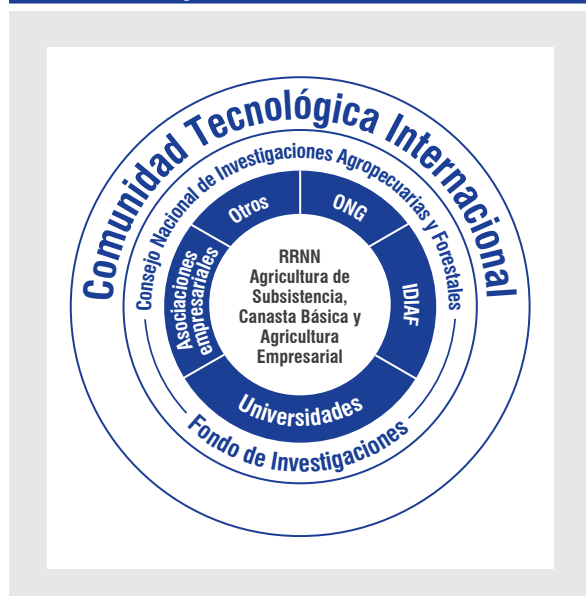 Comunidad Tecnológica Internacional
Consejo Nacional de Investigaciones Agropecuarias y Forestales
Otros
ONG
Asociaciones
empresariales
IDIAF
RRNN
Agricultura de
Subsistencia,
Canasta Básica y
Agricultura
Empresarial
Universidades
Fondo de Investigaciones